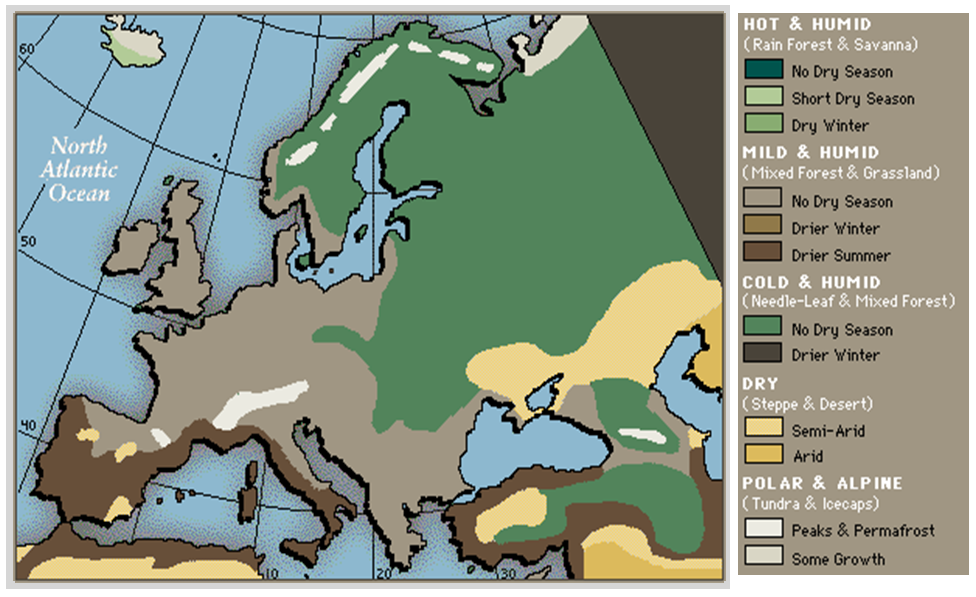 60
North
Atlantic
Ocean
50
40
10
20
30
HOT & HUMID
(Rain Forest & Savanna)
No Dry Season
Short Dry Season
Dry Winter
MILD & HUMID
(Mixed Forest & Grassland)
No Dry Season
Drier Winter
Drier Summer
COLD & HUMID
(Needle-Leaf & Mixed Forest)
No Dry Season
Drier Winter
DRY
(Steppe & Desert)
Semi-Arid
Arid
POLAR & ALPINE
(Tundra & Icecaps)
Peaks & Permafrost
Some Growth